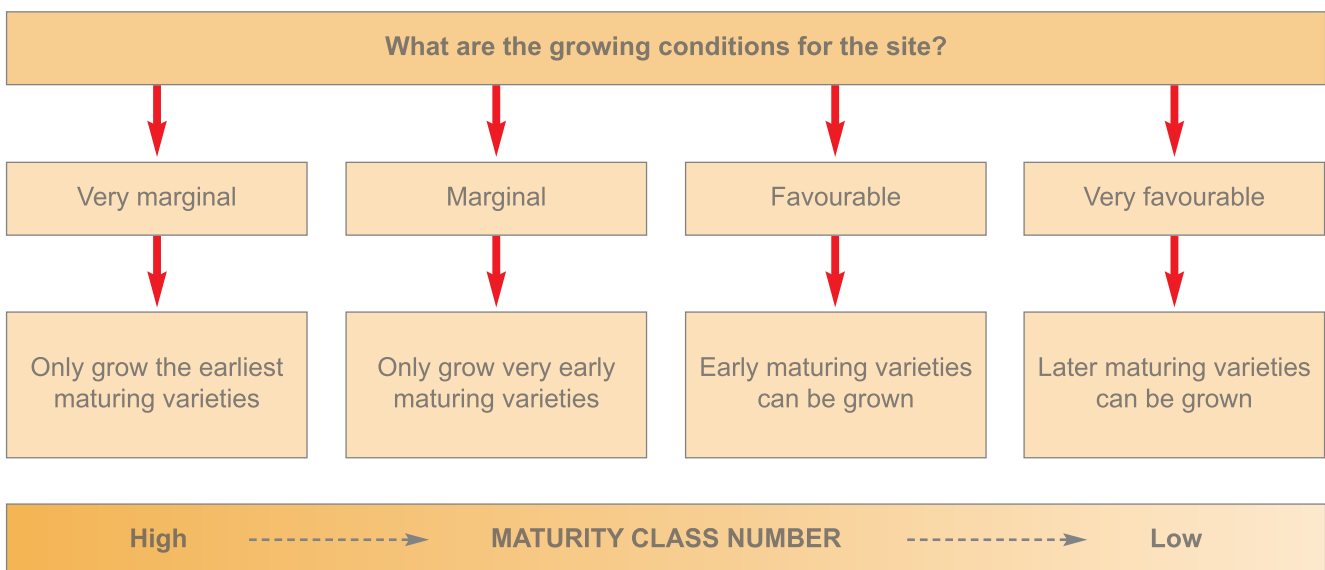 What are the growing conditions for the site?
Very marginal
Marginal
Favourable
Very favourable
Only grow the earliest
maturing varieties
Only grow very early
maturing varieties
Early maturing varieties
can be grown
Later maturing varieties
can be grown
High
MATURITY CLASS NUMBER
Low